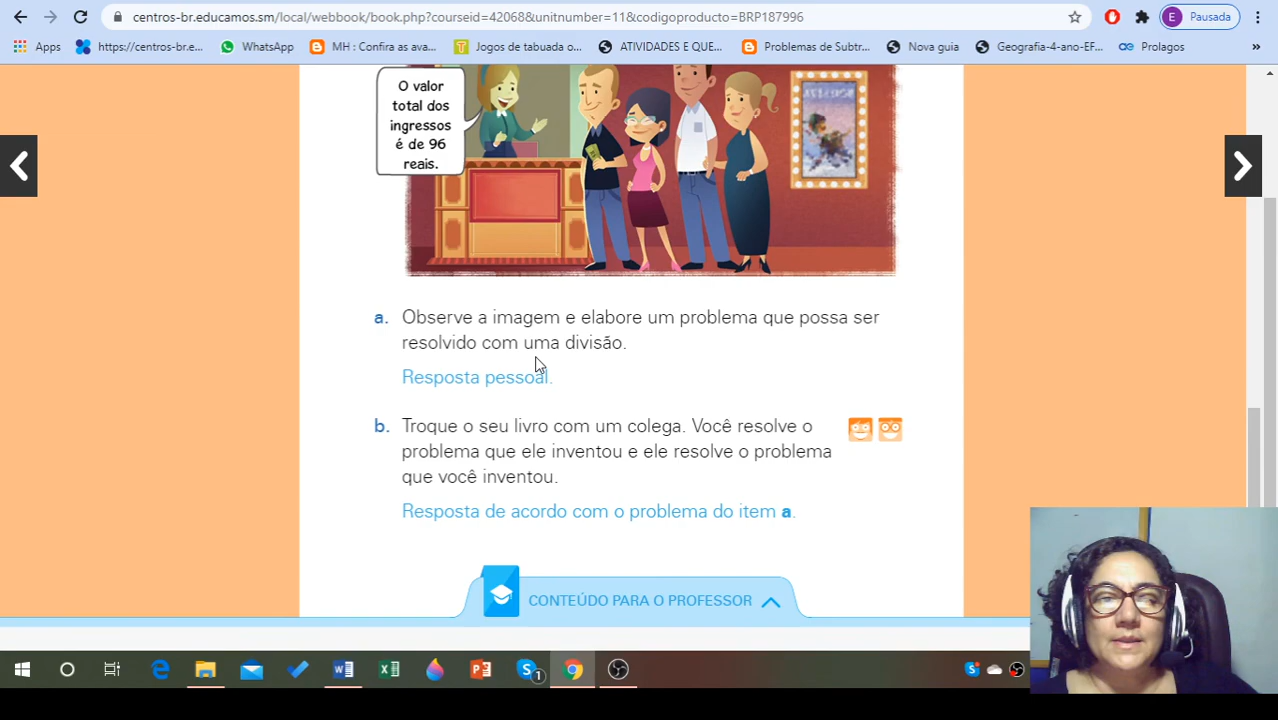 centros-br.educamos.sm/local/webbook/book.php?courseid=42068&unitnumber=11&codigoproducto=BRP187996
E Pausada
Apps https://centros-br.e... WhatsApp MH : Confira as ava... Jogos de tabuada o... ATIVIDADES E QUE... Problemas de Subtr... Nova guia Geografia-4-ano-EF... Prolagos »
O valor
total dos
ingressos
é de 96
reais.
a. Observe a imagem e elabore um problema que possa ser
resolvido com uma divisão.
Resposta pessoal.
b. Troque o seu livro com um colega. Você resolve o
problema que ele inventou e ele resolve o problema
que você inventou.
Resposta de acordo com o problema do item a.
CONTEÚDO PARA O PROFESSOR
1